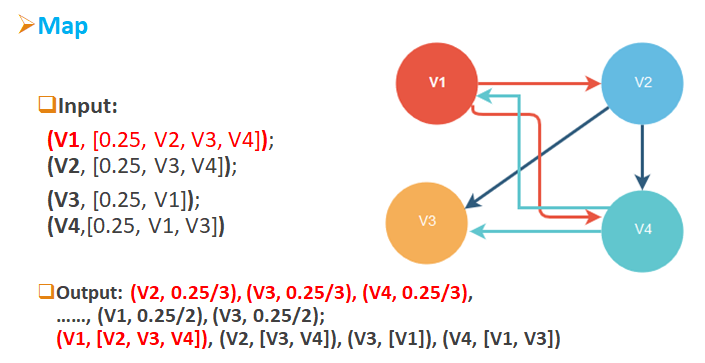 Map
Input:
(V1, [0.25, V2, V3, V4]);
(V2, [0.25, V3, V4]);
(V3, [0.25, V1]);
(V4,[0.25, V1, V3])
V1
V2
V3
V4
Output: (V2, 0.25/3), (V3, 0.25/3), (V4, 0.25/3),
……, (V1, 0.25/2), (V3, 0.25/2);
(V1, [V2, V3, V4]), (V2, [V3, V4]), (V3, [V1]), (V4, [V1, V3])